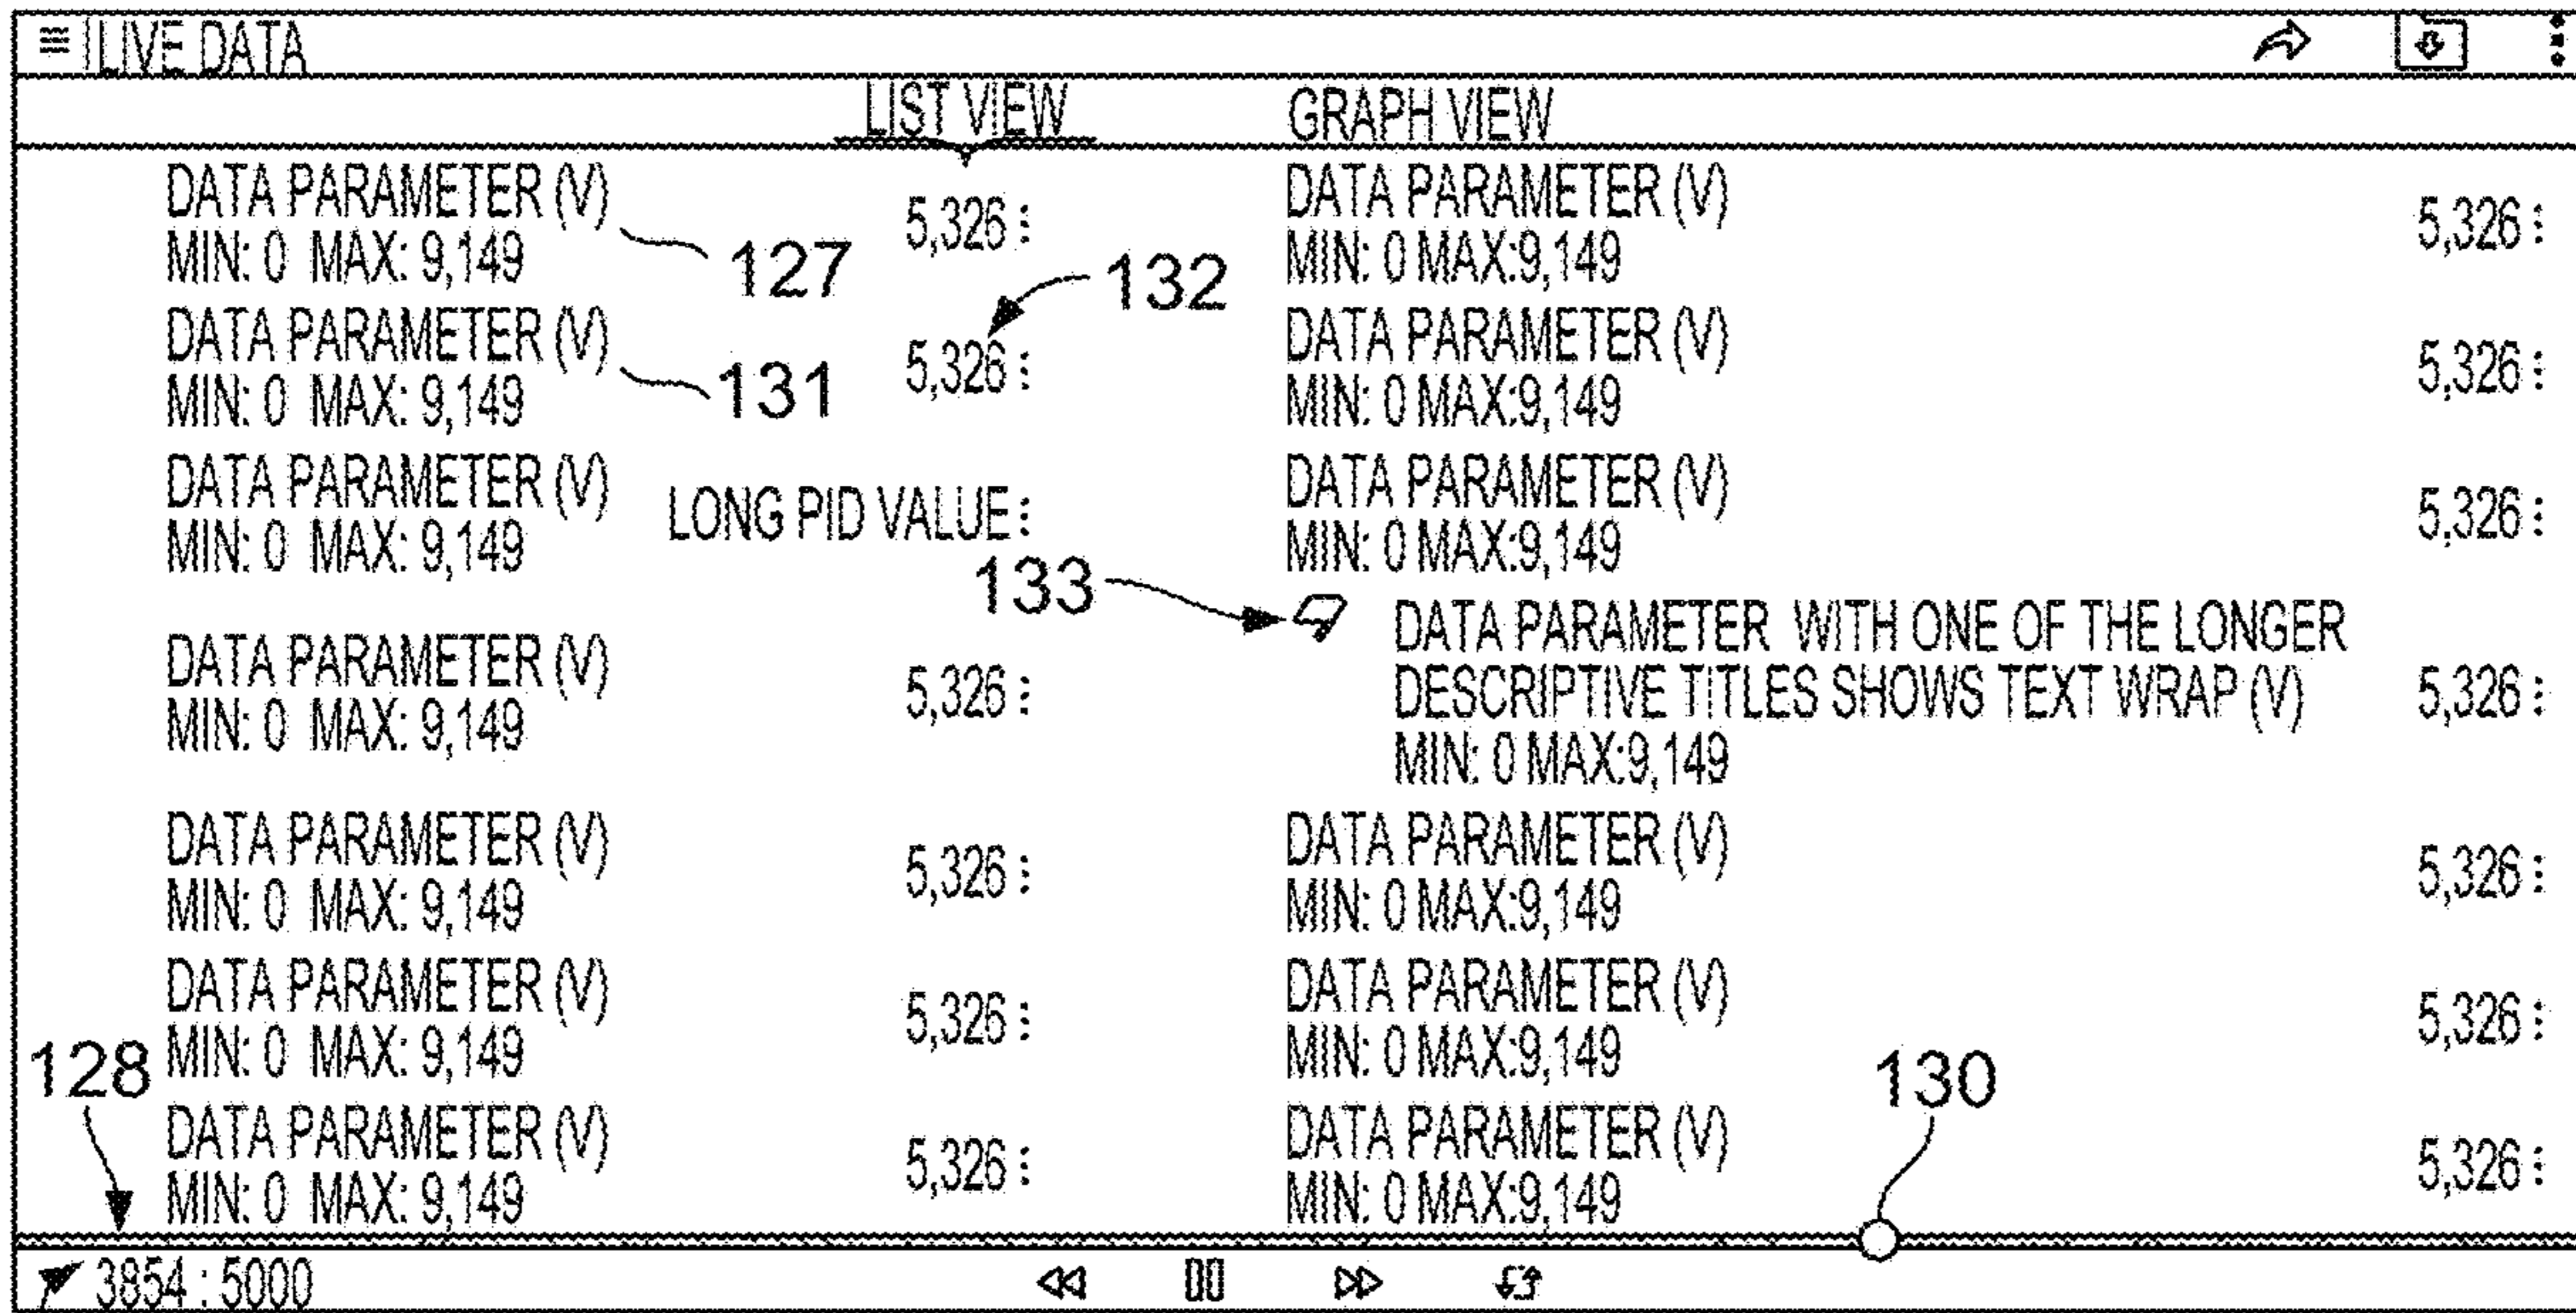 LIVE DATA
LIST VIEW GRAPH VIEW
DATA PARAMETER (V) 5,326 DATA PARAMETER (V) 5,326
MIN: 0 MAX: 9,149 127 MIN: 0 MAX:9,149
132
DATA PARAMETER (V) 5,326 DATA PARAMETER (V) 5,326
MIN: 0 MAX: 9,149 131 MIN: 0 MAX:9,149
DATA PARAMETER (V) LONG PID VALUE DATA PARAMETER (V) 5,326
MIN: 0 MAX: 9,149 MIN: 0 MAX:9,149
133
DATA PARAMETER (V) 5,326 DATA PARAMETER WITH ONE OF THE LONGER
MIN: 0 MAX: 9,149 DESCRIPTIVE TITLES SHOWS TEXT WRAP (V) 5,326
MIN: 0 MAX:9,149
DATA PARAMETER (V) 5,326 DATA PARAMETER (V) 5,326
MIN: 0 MAX: 9,149 MIN: 0 MAX:9,149
DATA PARAMETER (V) 5,326 DATA PARAMETER (V) 5,326
128 MIN: 0 MAX: 9,149 MIN: 0 MAX:9,149 130
DATA PARAMETER (V) 5,326 DATA PARAMETER (V) 5,326
MIN: 0 MAX: 9,149 MIN: 0 MAX:9,149
3854 : 5000